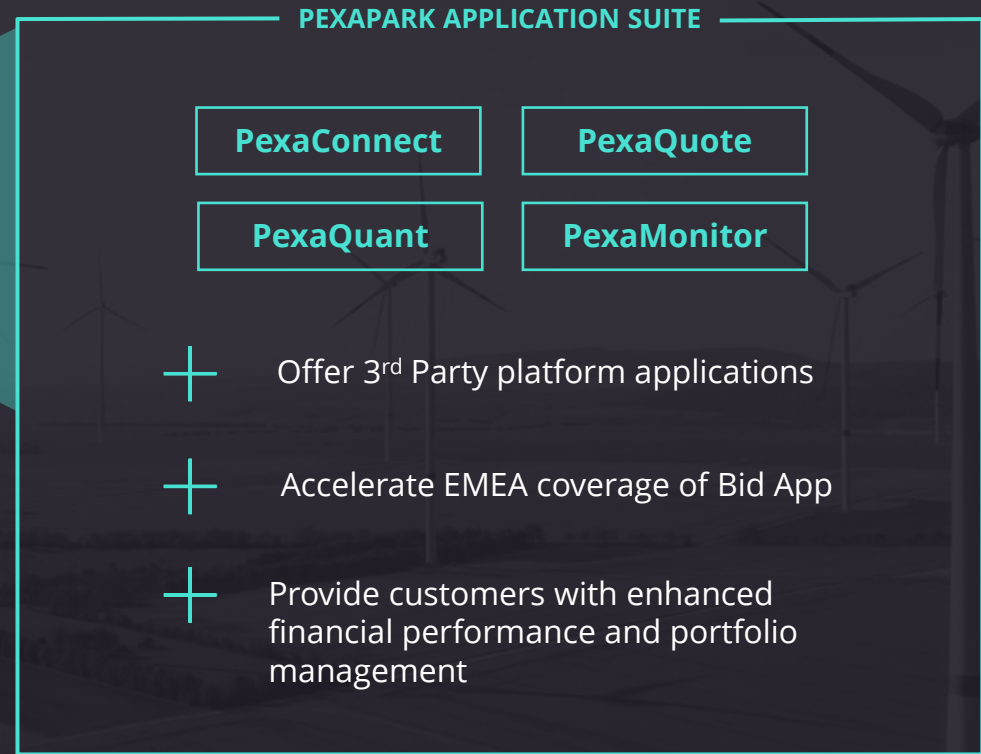 PEXAPARK APPLICATION SUITE
PexaConnect
PexaQuote
PexaQuant
PexaMonitor
Offer 3rd Party platform applications
Accelerate EMEA coverage of Bid App
Provide customers with enhanced
financial performance and portfolio
management